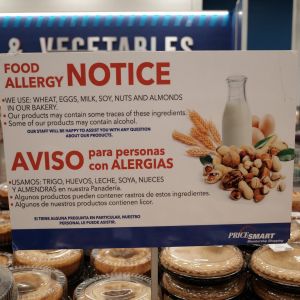 & VEGETABLES
FOOD ALLERGY NOTICE
•WE USE: WHEAT, EGGS, MILK, SOY, NUTS AND ALMONDS
IN OUR BAKERY.
• Our products may contain some traces of these ingredients.
• Some of our products may contain alcohol.
OUR STAFF WILL BE HAPPY TO ASSIST YOU WITH ANY QUESTION
ABOUT OUR PRODUCTS.
AVISO para personas
con ALERGIAS
•USAMOS: TRIGO, HUEVOS, LECHE, SOYA, NUECES
Y ALMENDRAS en nuestra Panadería.
• Algunos productos pueden contener rastros de estos ingredientes.
• Algunos de nuestros productos contienen licor.
SI TIENE ALGUNA PREGUNTA EN PARTICULAR, NUESTRO
PERSONAL LE PUEDE ASISTIR.
PRICESMART
Membership Shopping